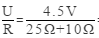 U/R = 4.5V/25Ω+10Ω =